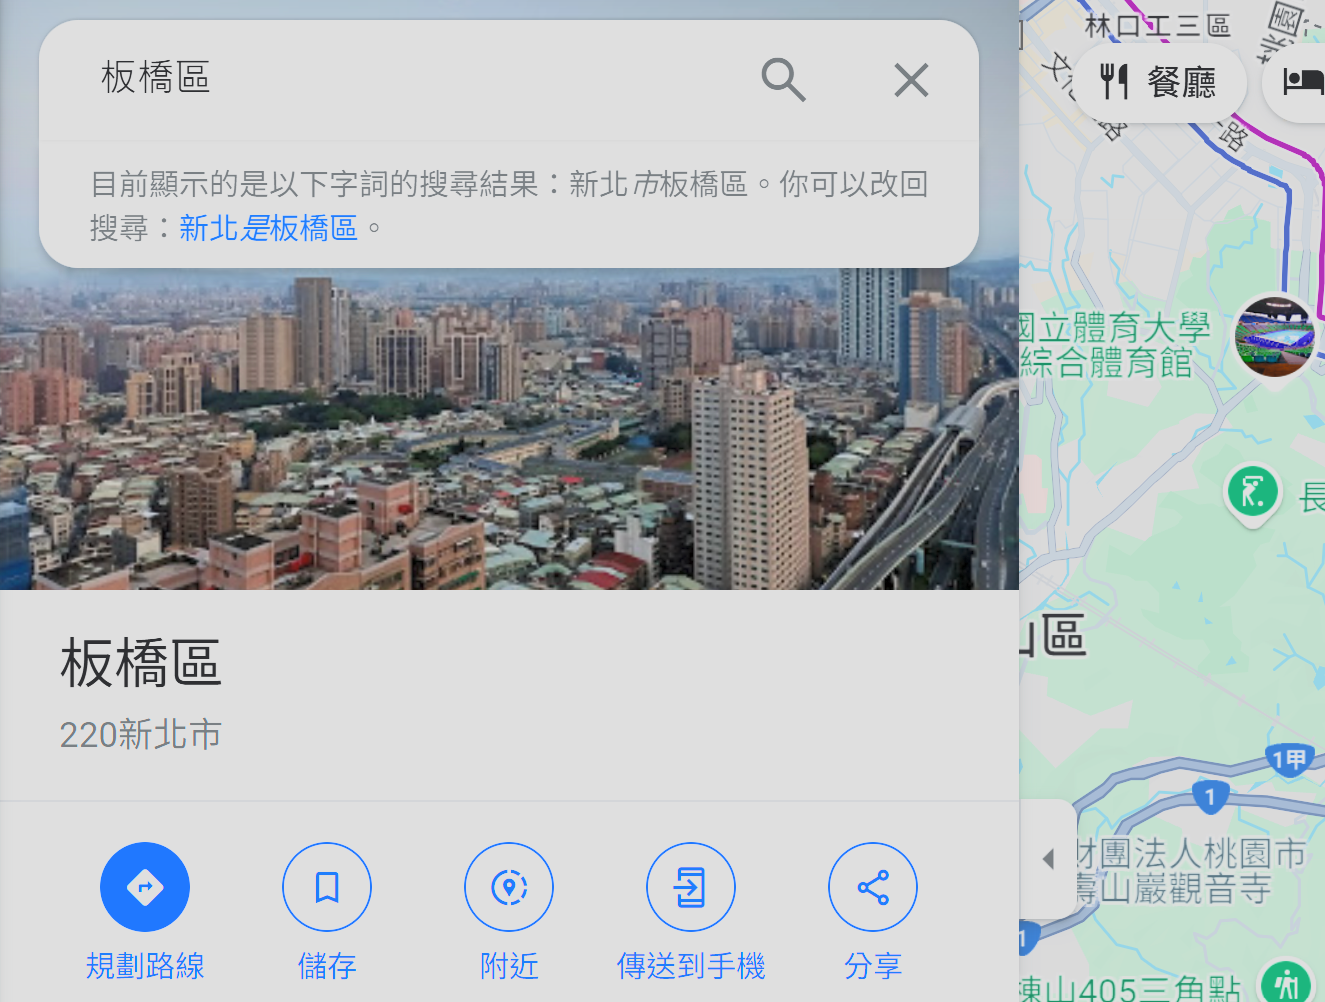 板橋區
目前顯示的是以下字詞的搜尋結果：新北市板橋區。你可以改回
搜尋：新北是板橋區。
板橋區
220新北市
規劃路線
儲存
附近
傳送到手機
分享
林口工三區
餐廳
路
國立體育大學
綜合體育館
長
山區
1甲
1
財團法人桃園市
壽山巖觀音寺
1
棟山405三角點